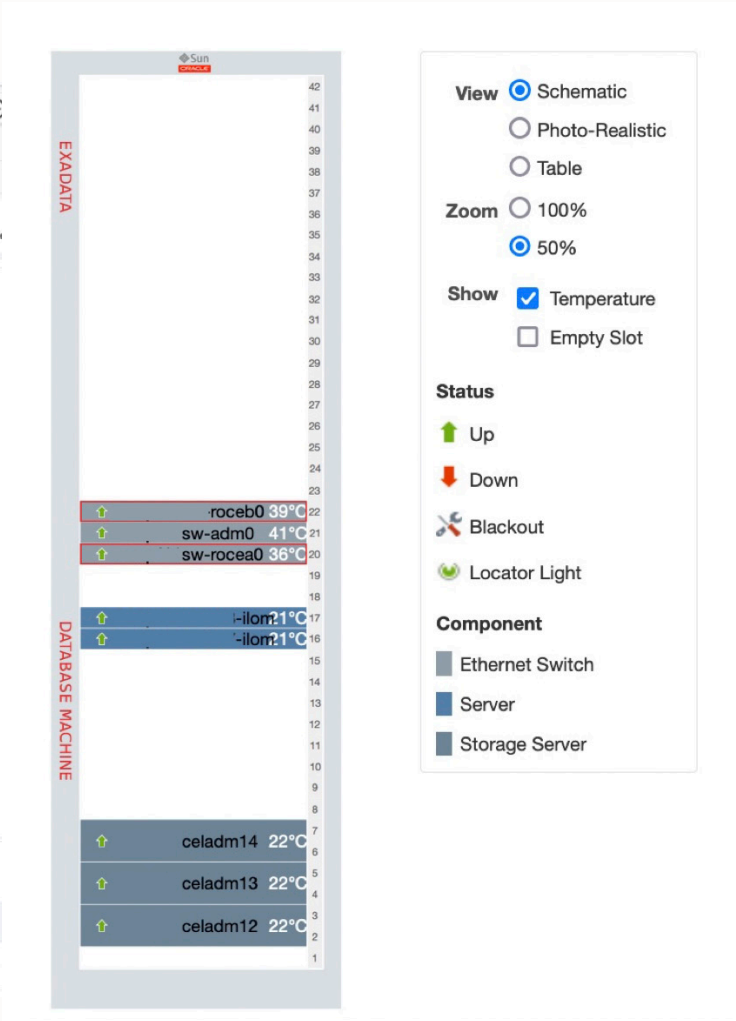 Sun
ORACLE
EXADATA
DATABASE MACHINE
42
41
40
39
38
37
36
35
34
33
32
31
30
29
28
27
26
25
24
23
roceb0 39°C 22
sw-adm0 41°C 21
sw-rocea0 36°C 20
19
18
-ilom 21°C 17
-ilom 21°C 16
15
14
13
12
11
10
9
8
7
celadm14 22°C
6
5
celadm13 22°C
4
3
celadm12 22°C
2
1
View Schematic
Photo-Realistic
Table
Zoom 100%
50%
Show Temperature
Empty Slot
Status
Up
Down
Blackout
Locator Light
Component
Ethernet Switch
Server
Storage Server